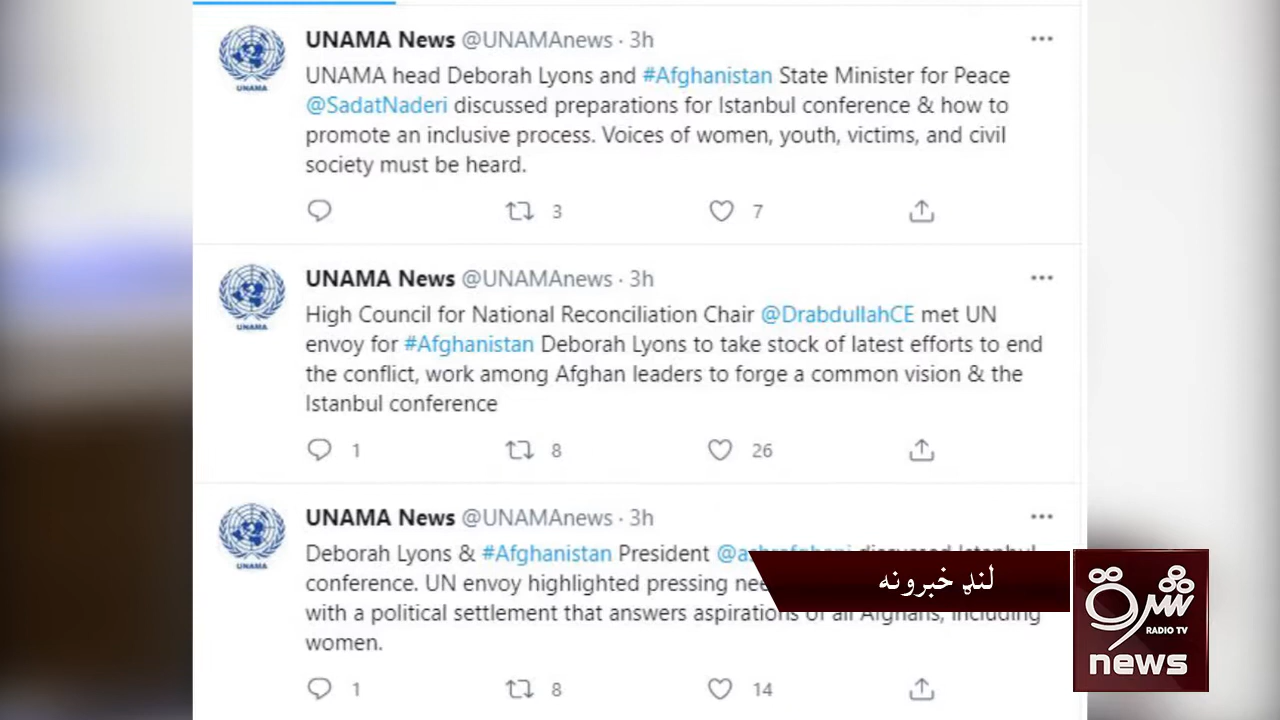 UNAMA News @UNAMAnews · 3h
UNAMA head Deborah Lyons and #Afghanistan State Minister for Peace
@SadatNaderi discussed preparations for Istanbul conference & how to
promote an inclusive process. Voices of women, youth, victims, and civil
society must be heard.
3 7
UNAMA
UNAMA News @UNAMAnews · 3h
High Council for National Reconciliation Chair @DrabdullahCE met UN
envoy for #Afghanistan Deborah Lyons to take stock of latest efforts to end
the conflict, work among Afghan leaders to forge a common vision & the
Istanbul conference
1 8 26
UNAMA
UNAMA News @UNAMAnews · 3h
Deborah Lyons & #Afghanistan President
conference. UN envoy highlighted pressing
with a political settlement that answers aspirations of all Afghans, including
women.
1 8 14
UNAMA
لنډ خبرونه
شرق
RADIO TV
news